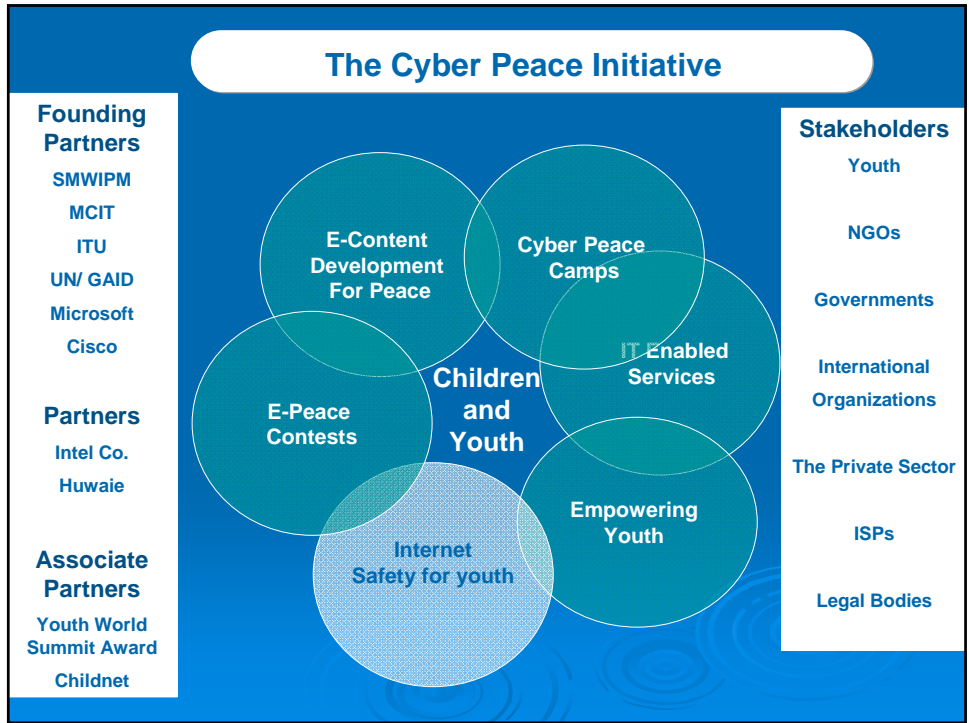 The Cyber Peace Initiative
Founding
Partners
SMWIPM
MCIT
ITU
UN/ GAID
Microsoft
Cisco
Partners
Intel Co.
Huwaie
Associate
Partners
Youth World
Summit Award
Childnet
E-Content
Development
For Peace
Cyber Peace
Camps
IT Enabled
Services
E-Peace
Contests
Children
and
Youth
Empowering
Youth
Internet
Safety for youth
Stakeholders
Youth
NGOs
Governments
International
Organizations
The Private Sector
ISPs
Legal Bodies